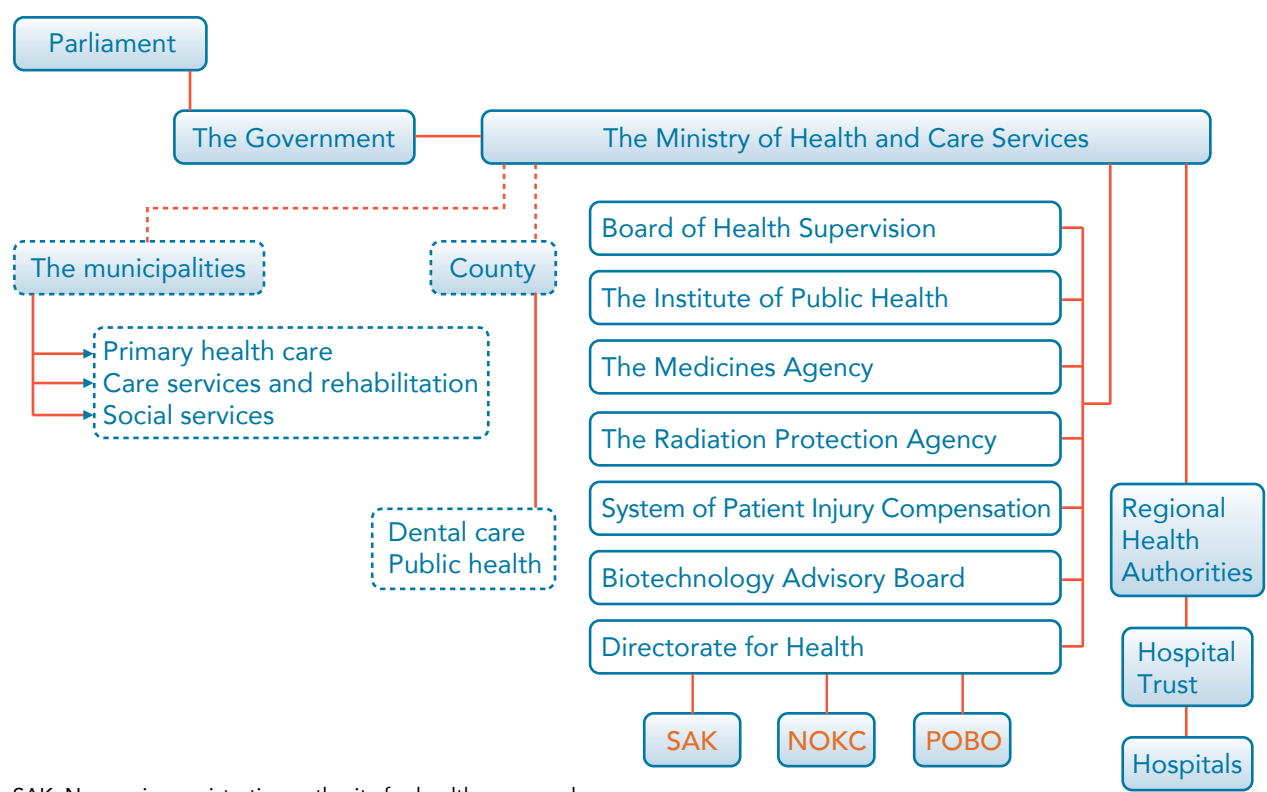 Parliament
The Government
The Ministry of Health and Care Services
The municipalities
County
Primary health care
Care services and rehabilitation
Social services
Dental care
Public health
Board of Health Supervision
The Institute of Public Health
The Medicines Agency
The Radiation Protection Agency
System of Patient Injury Compensation
Biotechnology Advisory Board
Directorate for Health
SAK
NOKC
POBO
Regional
Health
Authorities
Hospital
Trust
Hospitals